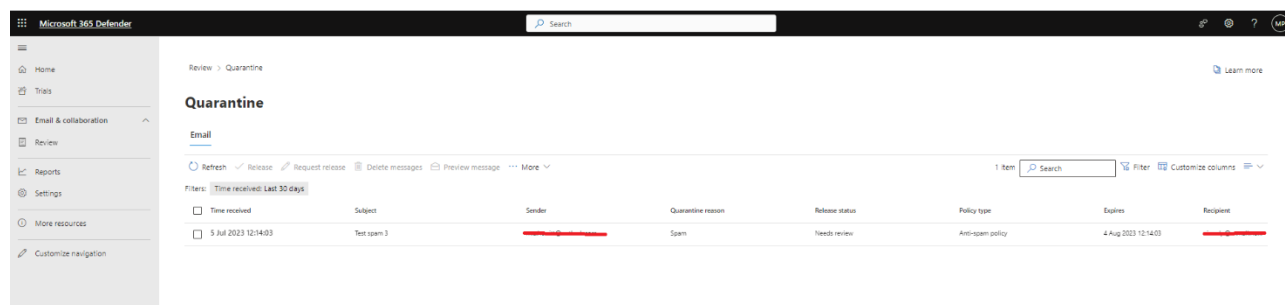 Microsoft 365 Defender
Search
?
MP
Home
Trials
Email & collaboration
Review
Reports
Settings
More resources
Customize navigation
Review > Quarantine
Learn more
Quarantine
Email
Refresh Release Request release Delete messages Preview message ··· More
1 item Search Filter Customize columns
Filters: Time received: Last 30 days
Time received Subject Sender Quarantine reason Release status Policy type Expires Recipient
5 Jul 2023 12:14:03 Test spam 3 Spam Needs review Anti-spam policy 4 Aug 2023 12:14:03